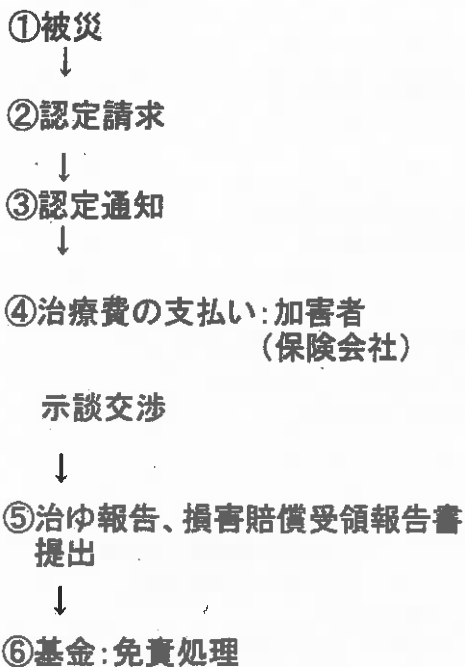 ①被災
↓
②認定請求
↓
③認定通知
↓
④治療費の支払い:加害者
(保険会社)
示談交渉
↓
⑤治ゆ報告、損害賠償受領報告書
提出
↓
⑥基金:免責処理